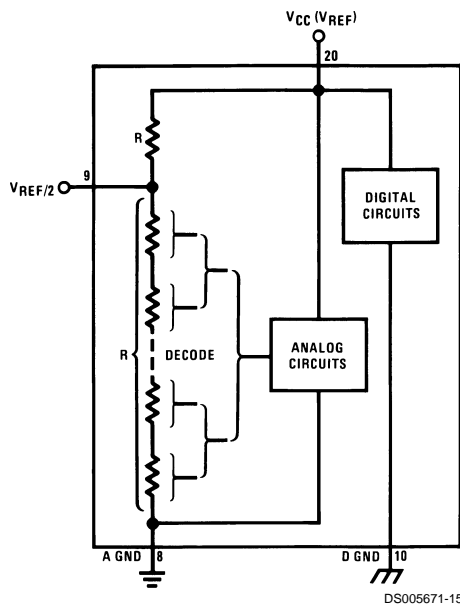 VCC (VREF)
20
R
9
VREF/2
DIGITAL
CIRCUITS
R
DECODE
ANALOG
CIRCUITS
A GND
8
D GND
10
DS005671-15